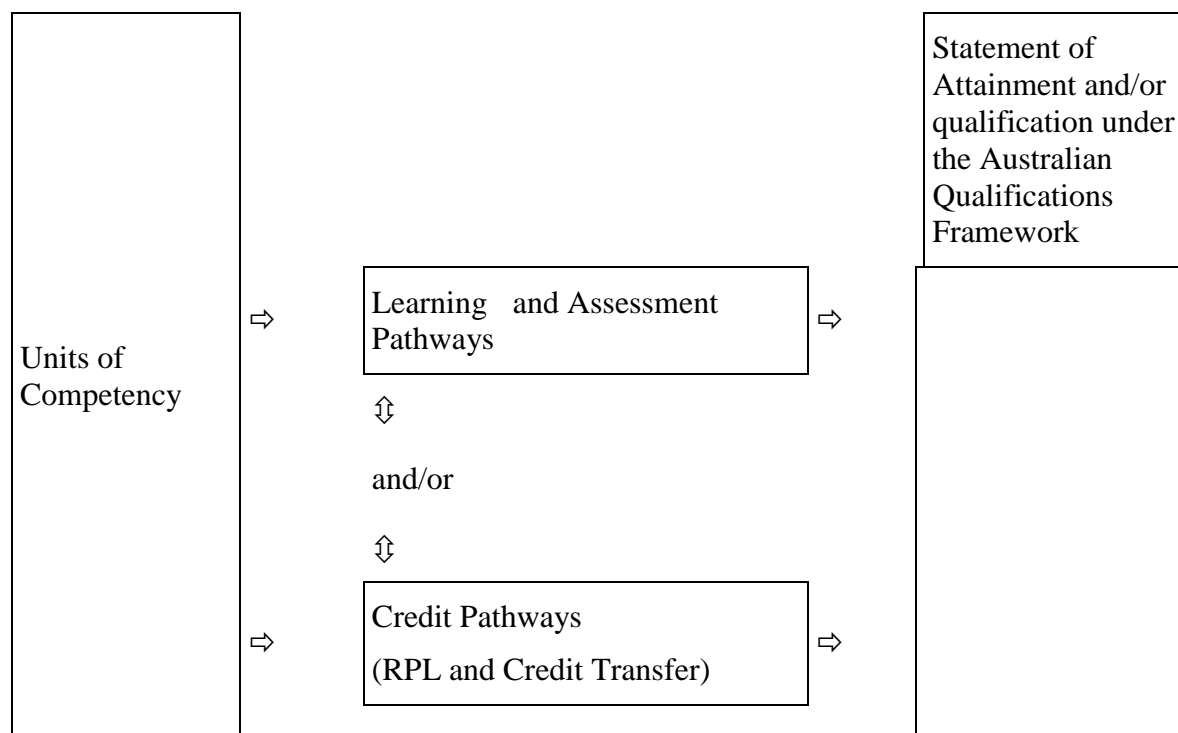 Statement of
Attainment and/or
qualification under
the Australian
Qualifications
Framework
Units of
Competency
⇨
Learning and Assessment
Pathways
⇨
⇳
and/or
⇳
⇨
Credit Pathways
(RPL and Credit Transfer)
⇨